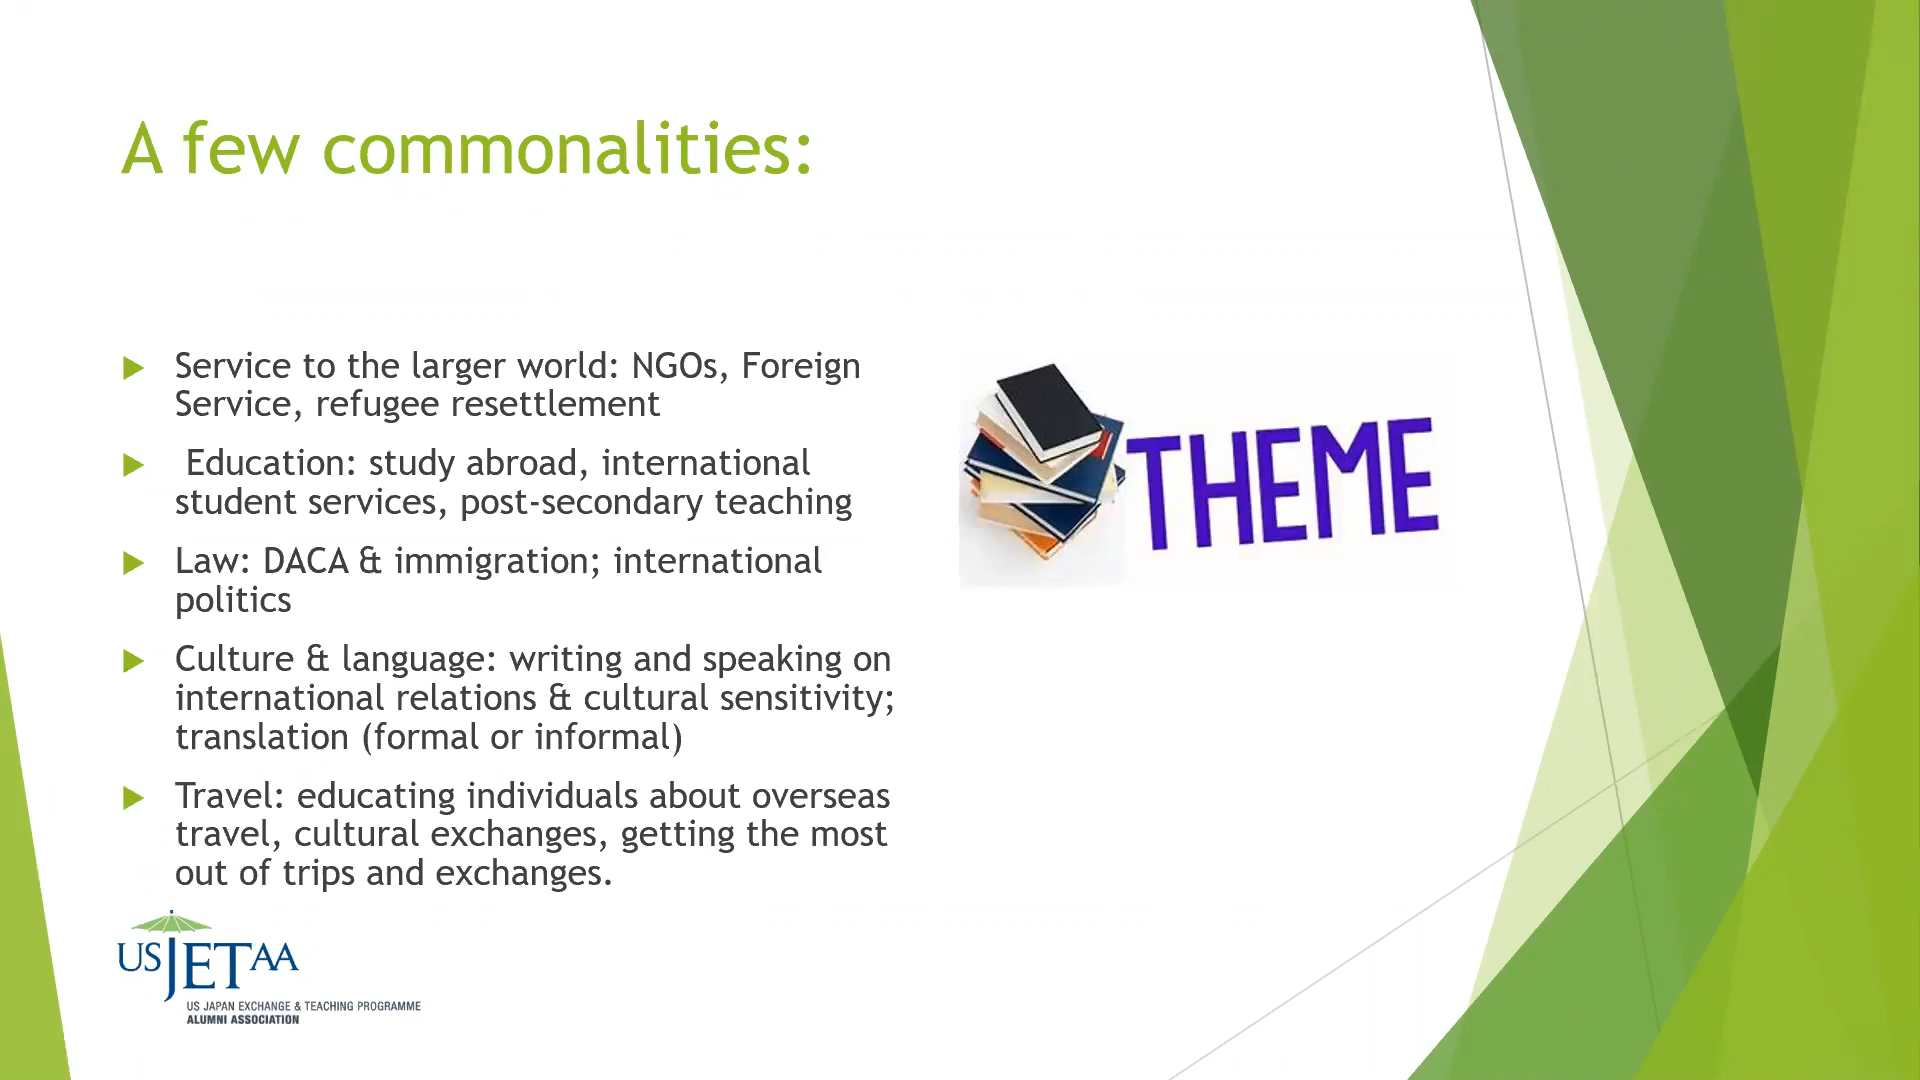 A few commonalities:
Service to the larger world: NGOs, Foreign
Service, refugee resettlement
Education: study abroad, international
student services, post-secondary teaching
Law: DACA & immigration; international
politics
Culture & language: writing and speaking on
international relations & cultural sensitivity;
translation (formal or informal)
Travel: educating individuals about overseas
travel, cultural exchanges, getting the most
out of trips and exchanges.
THEME
US JET AA
US JAPAN EXCHANGE & TEACHING PROGRAMME
ALUMNI ASSOCIATION